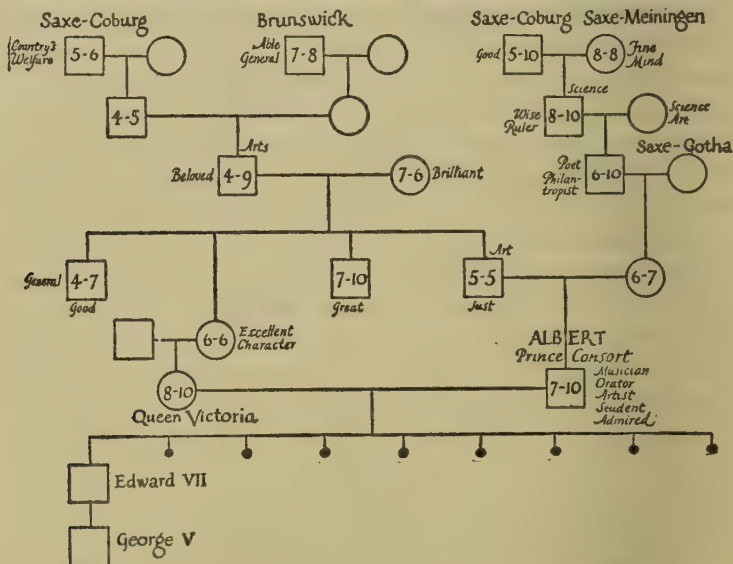 Saxe-Coburg Brunswick Saxe-Coburg Saxe-Meiningen
Country's
Welfare
5-6
Able
General
7-8
Good
5-10
8-8
Fine
Mind
4-5
Science
Wise
Ruler
8-10
Science
Art
Arts
Beloved
4-9
7-6
Brilliant
Saxe-Gotha
Poet
Philan-
tropist
6-10
General
4-7
Good
7-10
Great
Art
5-5
Just
6-7
6-6
Excellent
Character
ALBERT
Prince Consort
8-10
Queen Victoria
7-10
Musician
Orator
Artist
Student
Admired
Edward VII
George V